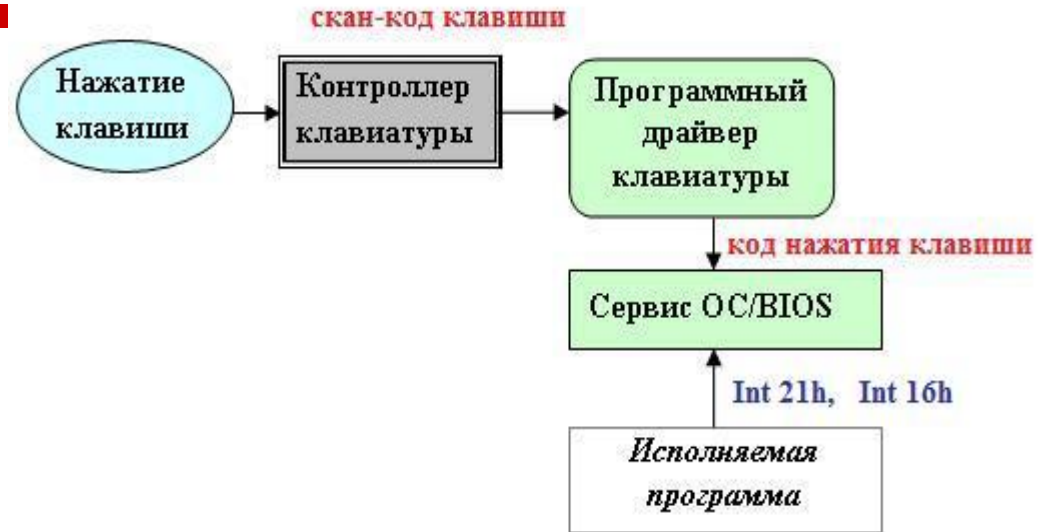 скан-код клавиши
Нажатие
клавиши
Контроллер
клавиатуры
Программный
драйвер
клавиатуры
код нажатия клавиши
Сервис ОС/BIOS
Int 21h, Int 16h
Исполняемая
программа